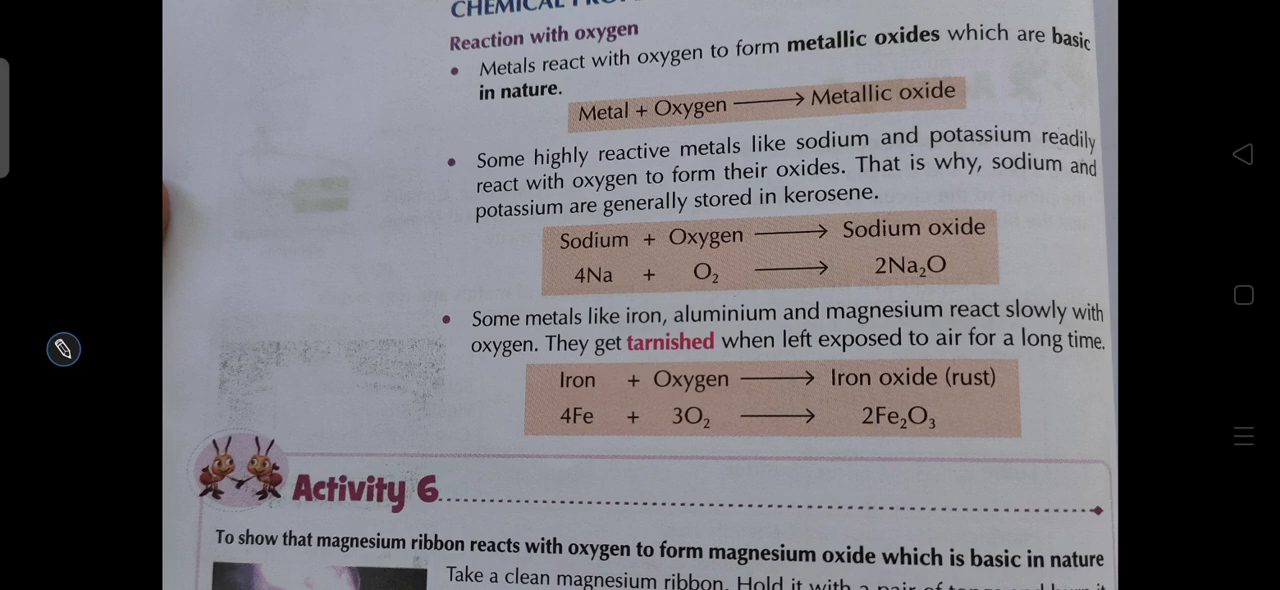 CHEMICAL
Reaction with oxygen
• Metals react with oxygen to form metallic oxides which are basic
in nature.
Metal + Oxygen ⟶ Metallic oxide
• Some highly reactive metals like sodium and potassium readily
react with oxygen to form their oxides. That is why, sodium and
potassium are generally stored in kerosene.
Sodium + Oxygen ⟶ Sodium oxide
4Na + O₂ ⟶ 2Na₂O
• Some metals like iron, aluminium and magnesium react slowly with
oxygen. They get tarnished when left exposed to air for a long time.
Iron + Oxygen ⟶ Iron oxide (rust)
4Fe + 3O₂ ⟶ 2Fe₂O₃
Activity 6
To show that magnesium ribbon reacts with oxygen to form magnesium oxide which is basic in nature
Take a clean magnesium ribbon. Hold it with a pair of